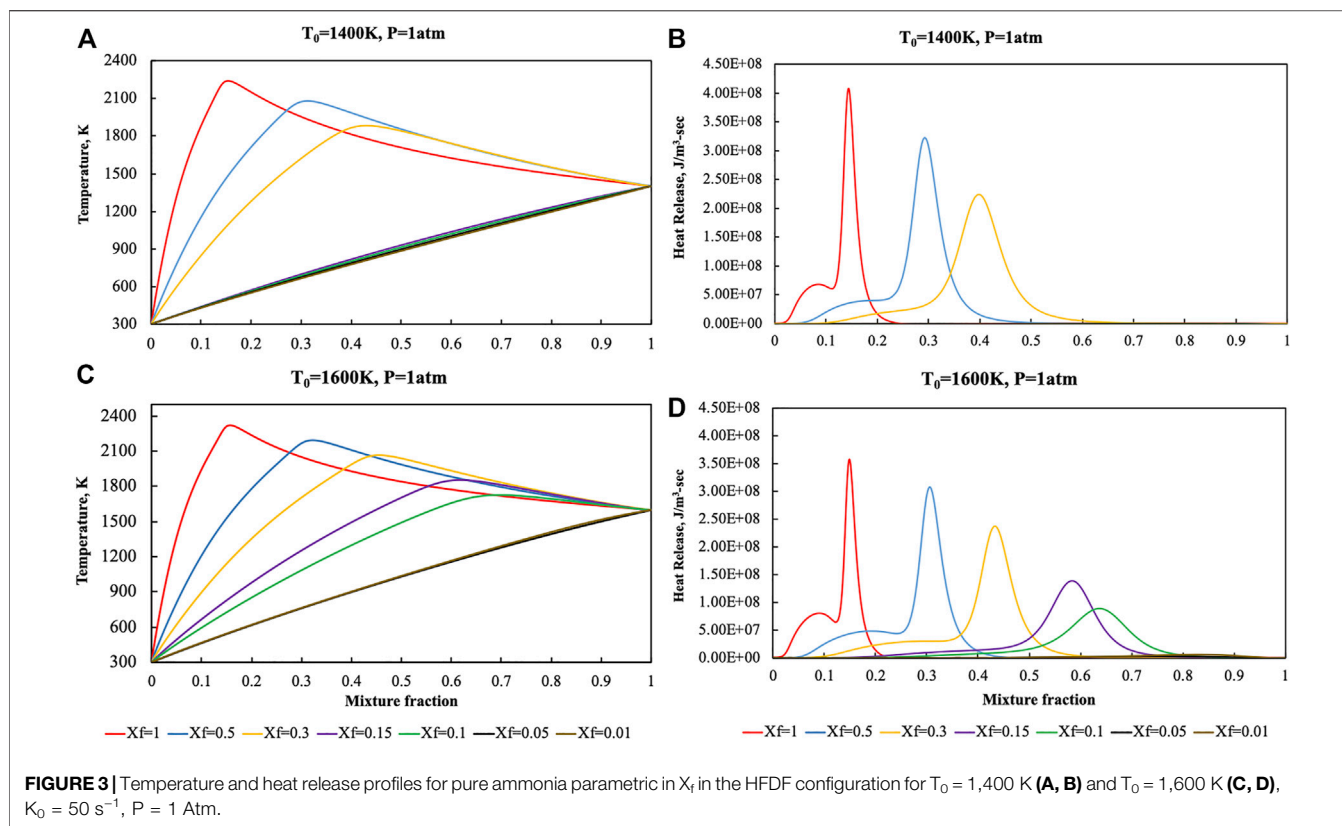 A
T₀=1400K, P=1atm
Temperature, K
2400
2100
1800
1500
1200
900
600
300
0 0.1 0.2 0.3 0.4 0.5 0.6 0.7 0.8 0.9 1
B
T₀=1400K, P=1atm
Heat Release, J/m³-sec
4.50E+08
4.00E+08
3.50E+08
3.00E+08
2.50E+08
2.00E+08
1.50E+08
1.00E+08
5.00E+07
0.00E+00
0 0.1 0.2 0.3 0.4 0.5 0.6 0.7 0.8 0.9 1
C
T₀=1600K, P=1atm
Temperature, K
2400
2100
1800
1500
1200
900
600
300
0 0.1 0.2 0.3 0.4 0.5 0.6 0.7 0.8 0.9 1
Mixture fraction
Xf=1 Xf=0.5 Xf=0.3 Xf=0.15 Xf=0.1 Xf=0.05 Xf=0.01
D
T₀=1600K, P=1atm
Heat Release, J/m³-sec
4.50E+08
4.00E+08
3.50E+08
3.00E+08
2.50E+08
2.00E+08
1.50E+08
1.00E+08
5.00E+07
0.00E+00
0 0.1 0.2 0.3 0.4 0.5 0.6 0.7 0.8 0.9 1
Mixture fraction
Xf=1 Xf=0.5 Xf=0.3 Xf=0.15 Xf=0.1 Xf=0.05 Xf=0.01
FIGURE 3 | Temperature and heat release profiles for pure ammonia parametric in X_f in the HFDF configuration for T₀ = 1,400 K (A, B) and T₀ = 1,600 K (C, D),
K₀ = 50 s⁻¹, P = 1 Atm.